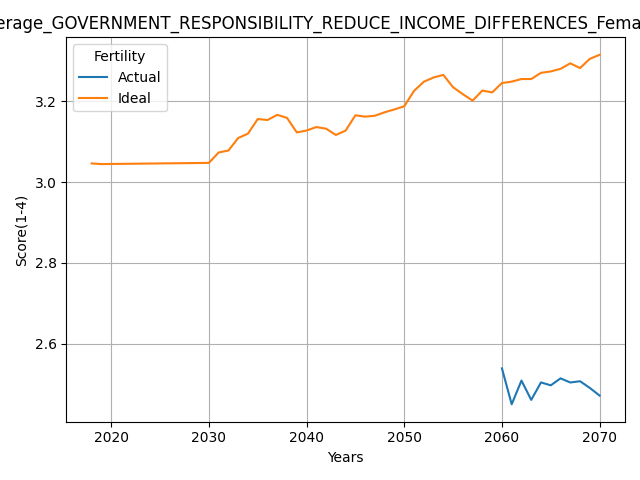 erage_GOVERNMENT_RESPONSIBILITY_REDUCE_INCOME_DIFFERENCES_Fema
Fertility
Actual
Ideal
3.2
3.0
2.8
2.6
Score(1-4)
2020 2030 2040 2050 2060 2070
Years